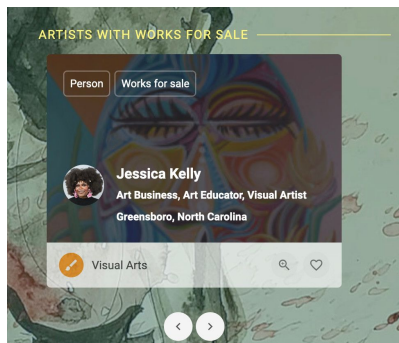 ARTISTS WITH WORKS FOR SALE
Person Works for sale
Jessica Kelly
Art Business, Art Educator, Visual Artist
Greensboro, North Carolina
Visual Arts